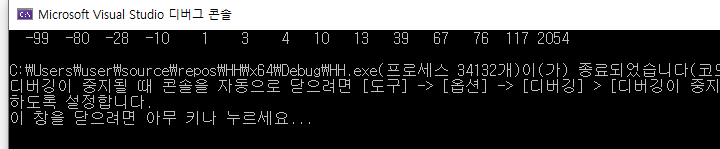 Microsoft Visual Studio 디버그 콘솔
-99 -80 -28 -10 1 3 4 10 13 39 67 76 117 2054
C:₩Users₩user₩source₩repos₩HH₩x64₩Debug₩HH.exe(프로세스 34132개)이(가) 종료되었습니다(코드
디버깅이 중지될 때 콘솔을 자동으로 닫으려면 [도구] -> [옵션] -> [디버깅] > [디버깅이 중지
하도록 설정합니다.
이 창을 닫으려면 아무 키나 누르세요...